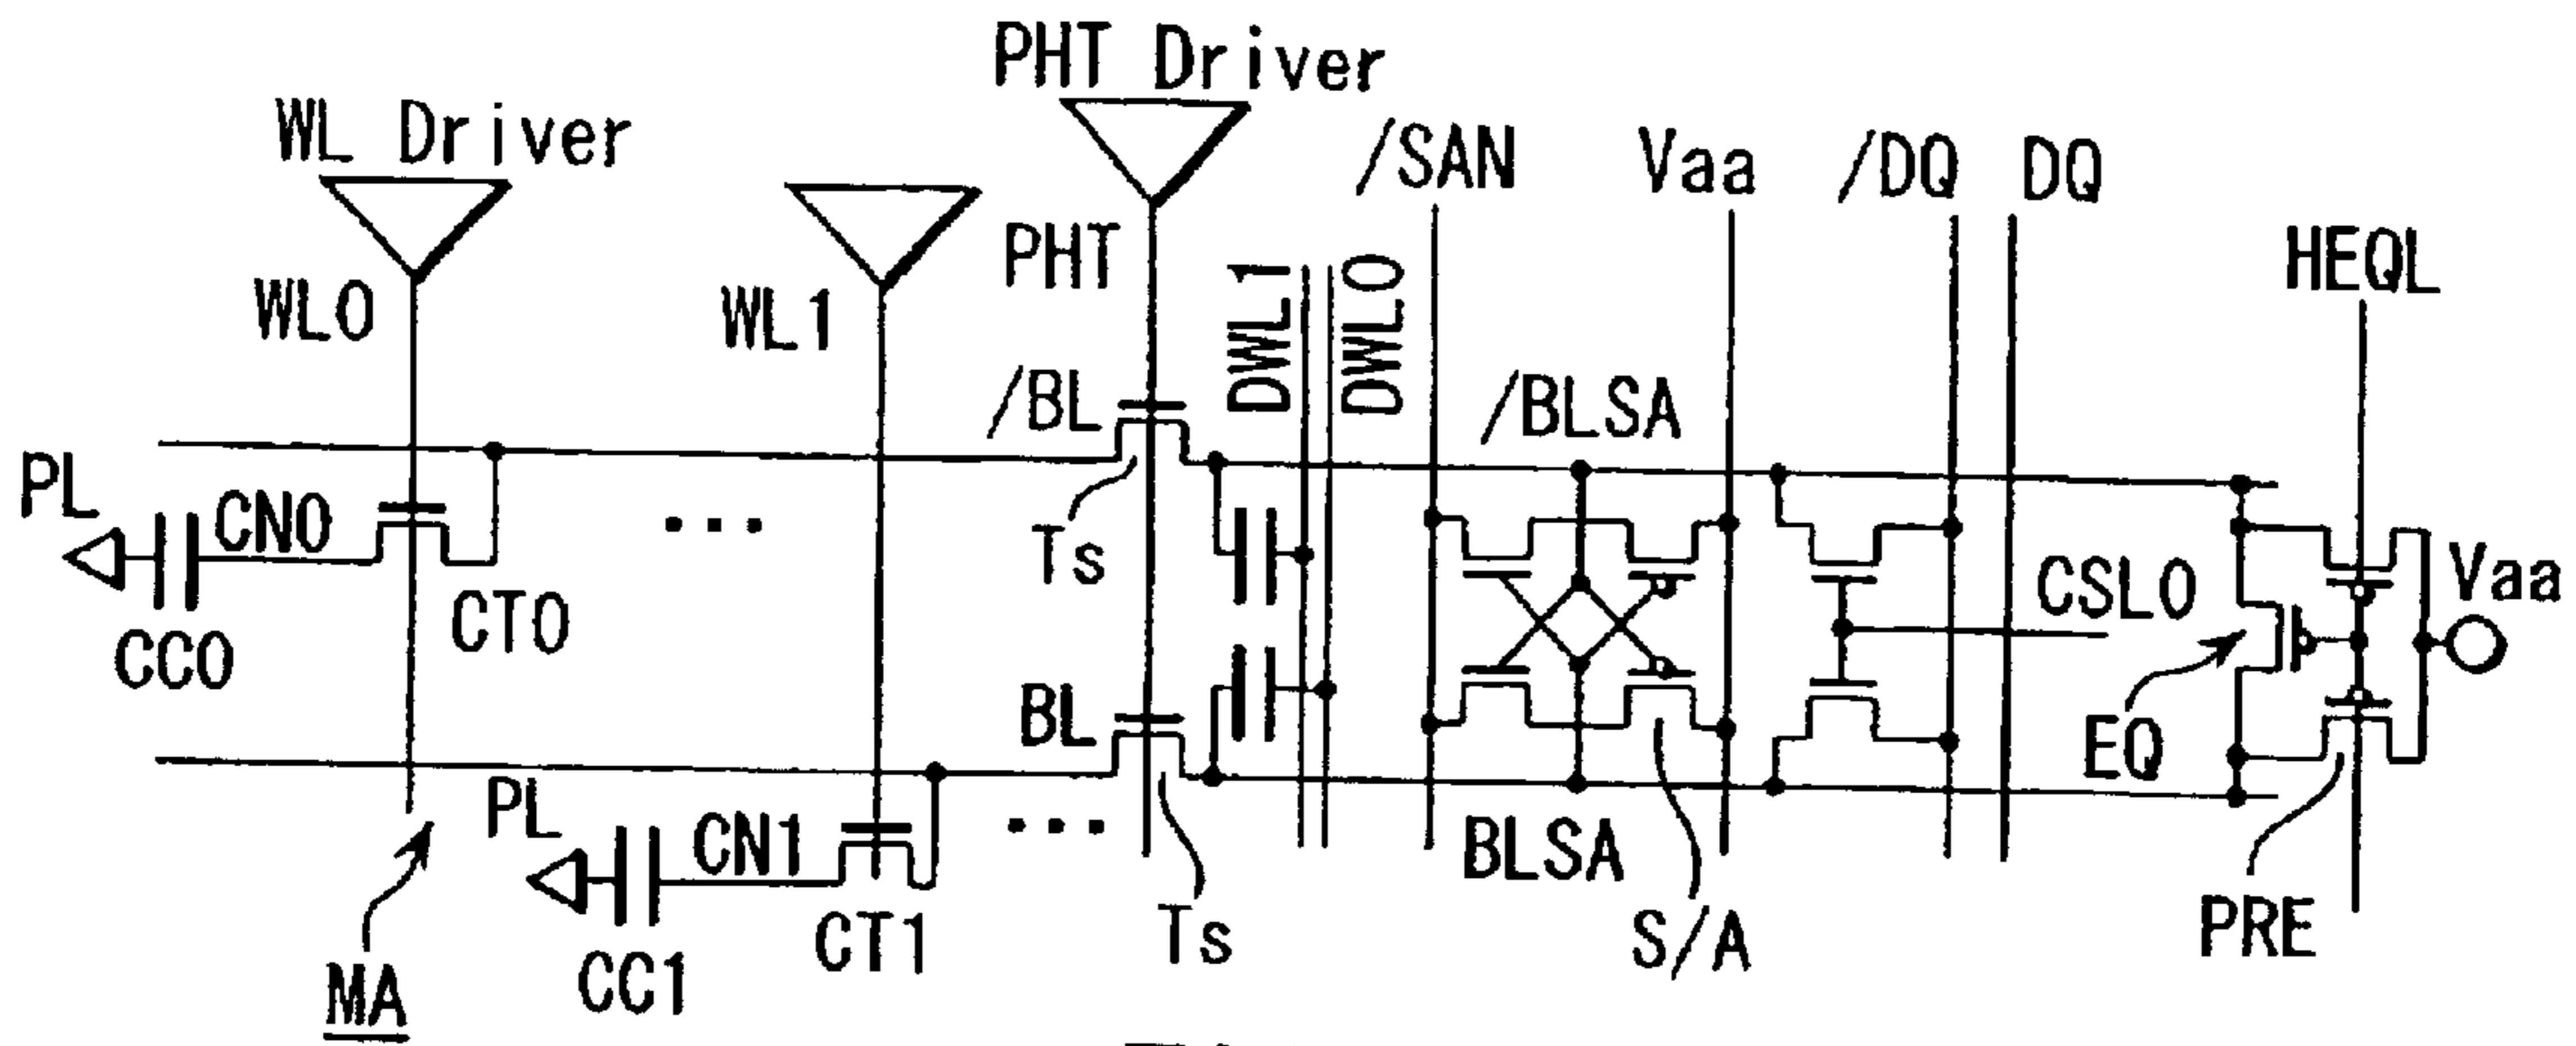 PHT Driver
WL Driver
/SAN
Vaa
/DQ
DQ
PHT
HEQL
WL0
WL1
DWL1
DWL0
/BL
/BLSA
PL
CN0
Ts
CSL0
Vaa
CT0
CC0
BL
EQ
PL
CN1
BLSA
CT1
Ts
S/A
PRE
CC1
MA